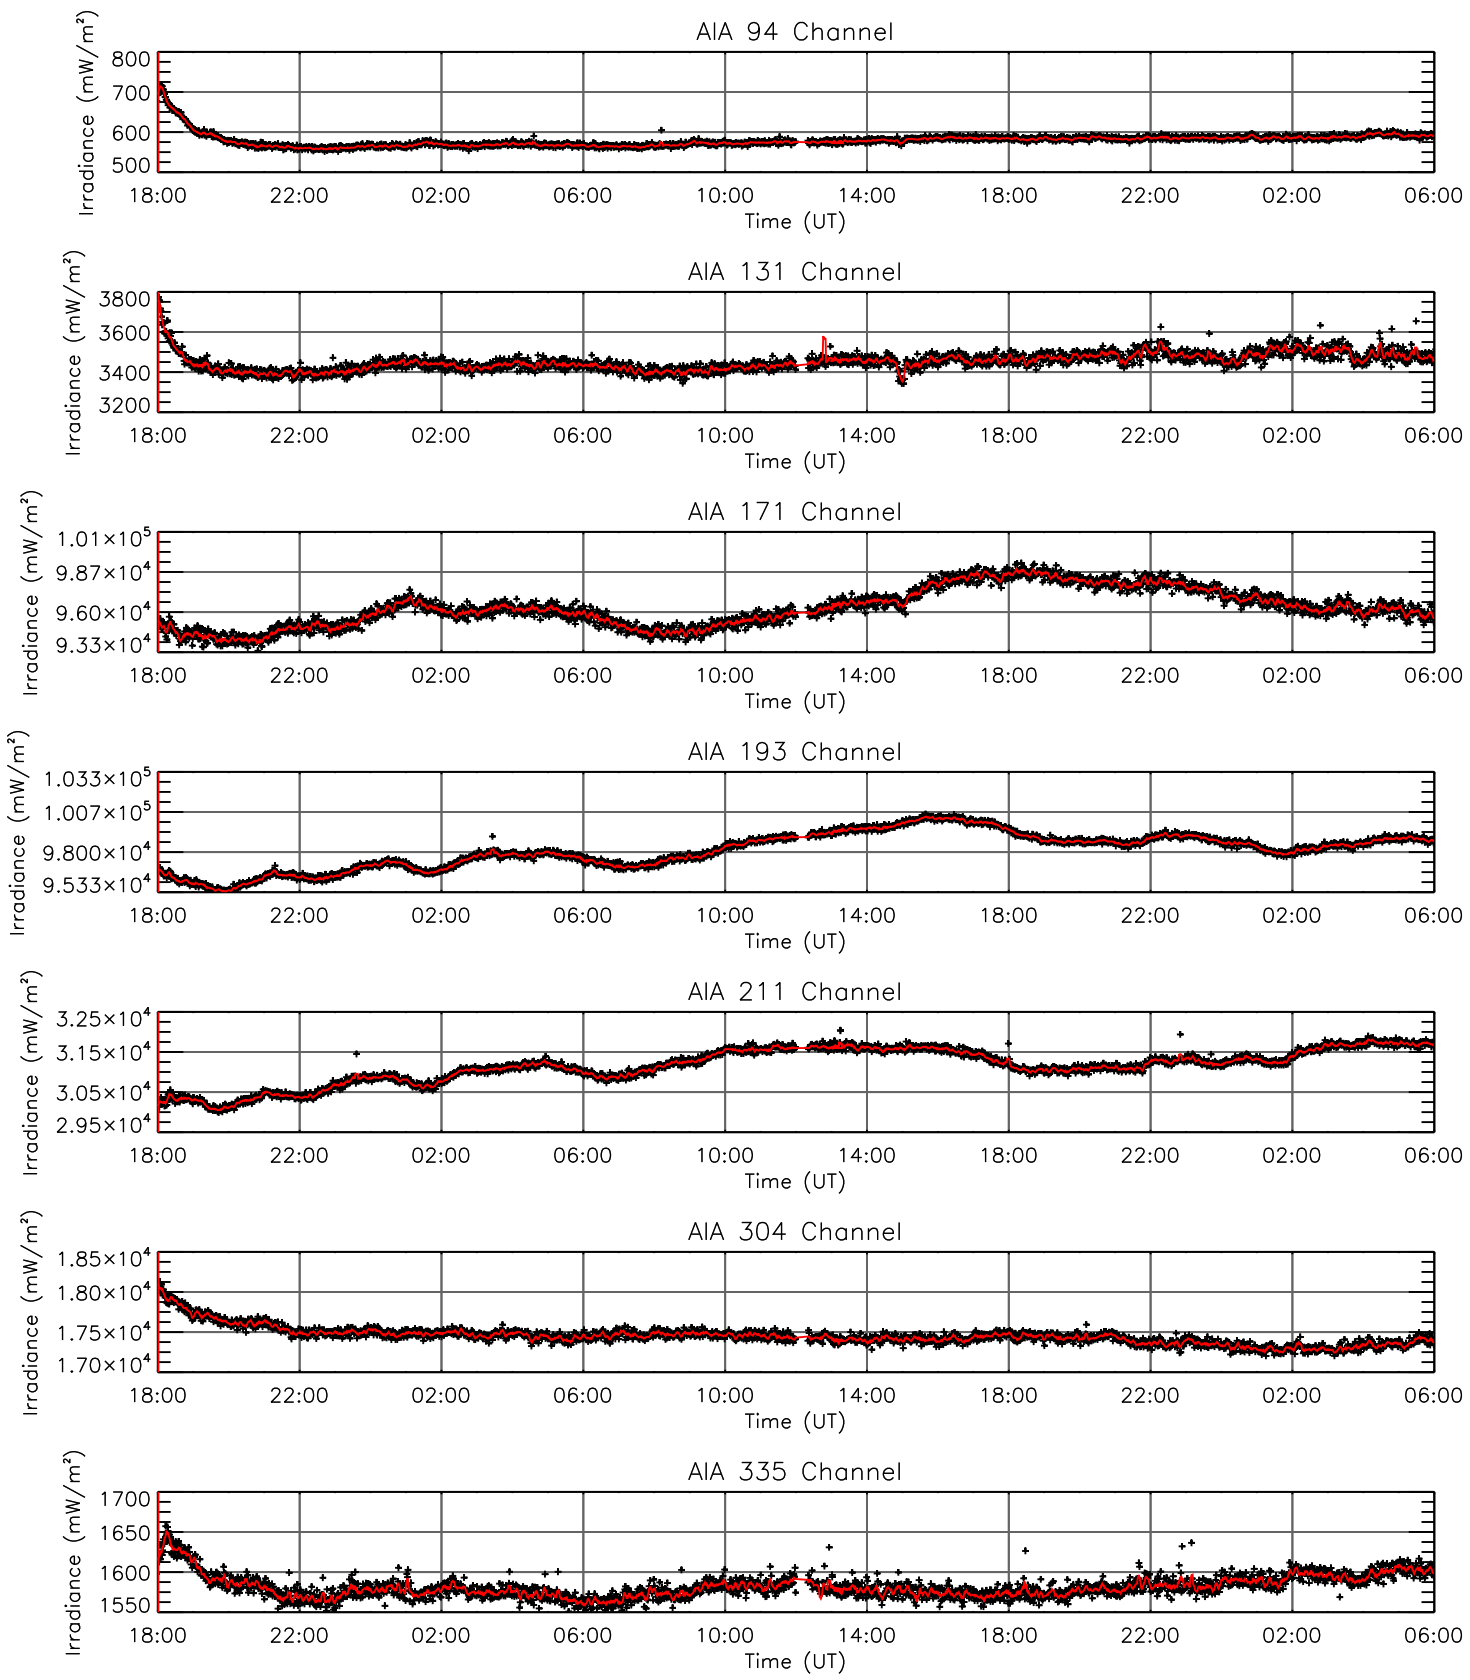 AIA 94 Channel
Irradiance (mW/m²)
800
700
600
500
18:00 22:00 02:00 06:00 10:00 14:00 18:00 22:00 02:00 06:00
Time (UT)
AIA 131 Channel
Irradiance (mW/m²)
3800
3600
3400
3200
18:00 22:00 02:00 06:00 10:00 14:00 18:00 22:00 02:00 06:00
Time (UT)
AIA 171 Channel
Irradiance (mW/m²)
1.01×10⁵
9.87×10⁴
9.60×10⁴
9.33×10⁴
18:00 22:00 02:00 06:00 10:00 14:00 18:00 22:00 02:00 06:00
Time (UT)
AIA 193 Channel
Irradiance (mW/m²)
1.033×10⁵
1.007×10⁵
9.800×10⁴
9.533×10⁴
18:00 22:00 02:00 06:00 10:00 14:00 18:00 22:00 02:00 06:00
Time (UT)
AIA 211 Channel
Irradiance (mW/m²)
3.25×10⁴
3.15×10⁴
3.05×10⁴
2.95×10⁴
18:00 22:00 02:00 06:00 10:00 14:00 18:00 22:00 02:00 06:00
Time (UT)
AIA 304 Channel
Irradiance (mW/m²)
1.85×10⁴
1.80×10⁴
1.75×10⁴
1.70×10⁴
18:00 22:00 02:00 06:00 10:00 14:00 18:00 22:00 02:00 06:00
Time (UT)
AIA 335 Channel
Irradiance (mW/m²)
1700
1650
1600
1550
18:00 22:00 02:00 06:00 10:00 14:00 18:00 22:00 02:00 06:00
Time (UT)